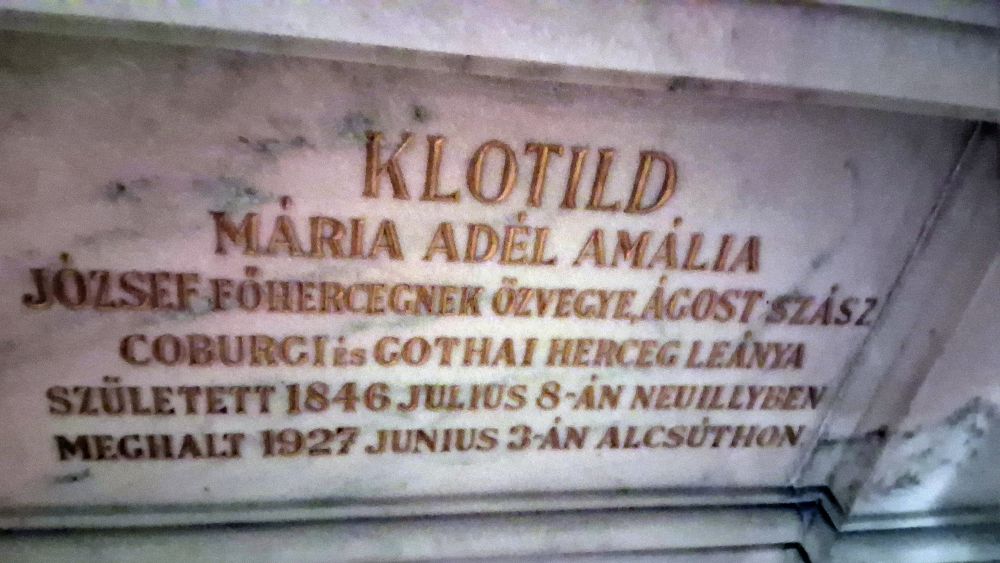 KLOTILD
MÁRIA ADÉL AMÁLIA
JÓZSEF FŐHERCEGNEK ÖZVEGYE, ÁGOST SZÁSZ
COBURGI és GOTHAI HERCEG LEÁNYA
SZÜLETETT 1846 JULIUS 8-ÁN NEUILLYBEN
MEGHALT 1927 JUNIUS 3-ÁN ALCSÚTHON